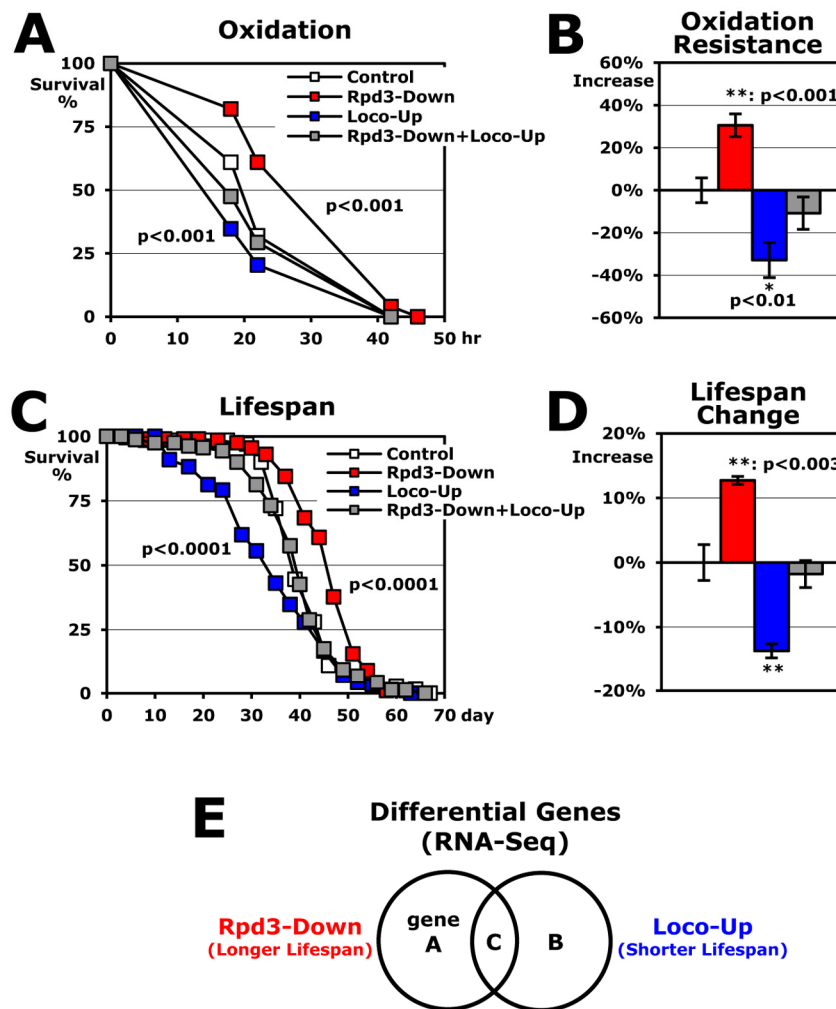 A
Oxidation
100
Survival
%
75
50
25
0
Control
Rpd3-Down
Loco-Up
Rpd3-Down+Loco-Up
p<0.001
p<0.001
0 10 20 30 40 50 hr
B
Oxidation
Resistance
60%
Increase
40%
20%
0%
-20%
-40%
-60%
**: p<0.001
*
p<0.01
C
Lifespan
100
Survival
%
75
50
25
0
Control
Rpd3-Down
Loco-Up
Rpd3-Down+Loco-Up
p<0.0001
p<0.0001
0 10 20 30 40 50 60 70 day
D
Lifespan
Change
20%
Increase
10%
0%
-10%
-20%
**: p<0.003
**
E
Differential Genes
(RNA-Seq)
Rpd3-Down
(Longer Lifespan)
gene
A
C
B
Loco-Up
(Shorter Lifespan)